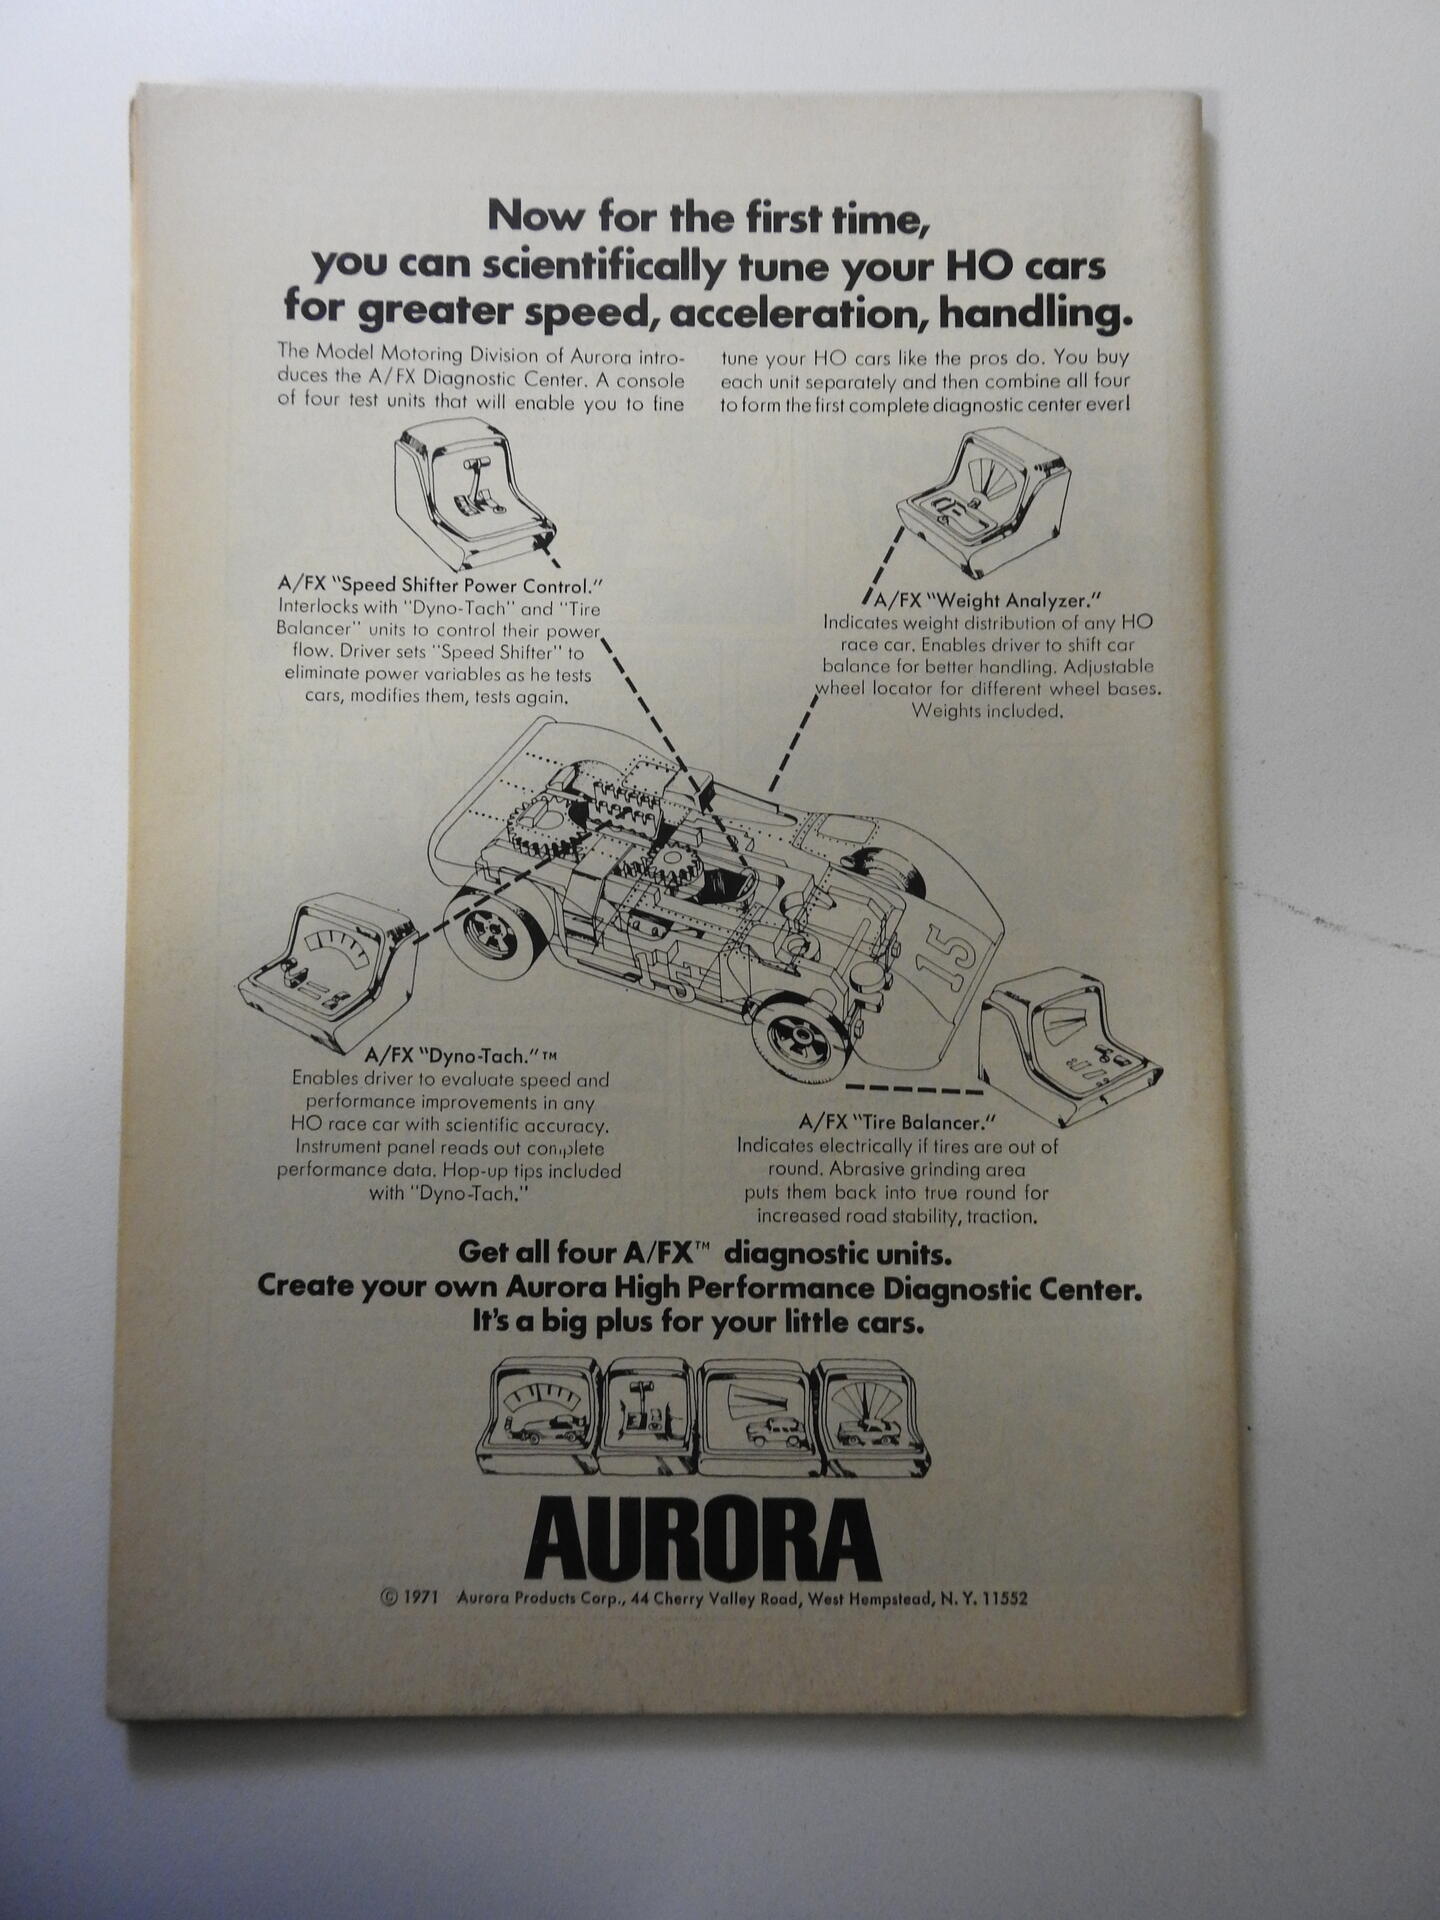 Now for the first time,
you can scientifically tune your HO cars
for greater speed, acceleration, handling.
The Model Motoring Division of Aurora intro-
duces the A/FX Diagnostic Center. A console
of four test units that will enable you to fine
tune your HO cars like the pros do. You buy
each unit separately and then combine all four
to form the first complete diagnostic center ever!
A/FX "Speed Shifter Power Control."
Interlocks with "Dyno-Tach" and "Tire
Balancer" units to control their power
flow. Driver sets "Speed Shifter" to
eliminate power variables as he tests
cars, modifies them, tests again.
A/FX "Weight Analyzer."
Indicates weight distribution of any HO
race car. Enables driver to shift car
balance for better handling. Adjustable
wheel locator for different wheel bases.
Weights included.
15
15
A/FX "Dyno-Tach."™
Enables driver to evaluate speed and
performance improvements in any
HO race car with scientific accuracy.
Instrument panel reads out complete
performance data. Hop-up tips included
with "Dyno-Tach."
A/FX "Tire Balancer."
Indicates electrically if tires are out of
round. Abrasive grinding area
puts them back into true round for
increased road stability, traction.
Get all four A/FX™ diagnostic units.
Create your own Aurora High Performance Diagnostic Center.
It's a big plus for your little cars.
AURORA
© 1971 Aurora Products Corp., 44 Cherry Valley Road, West Hempstead, N. Y. 11552